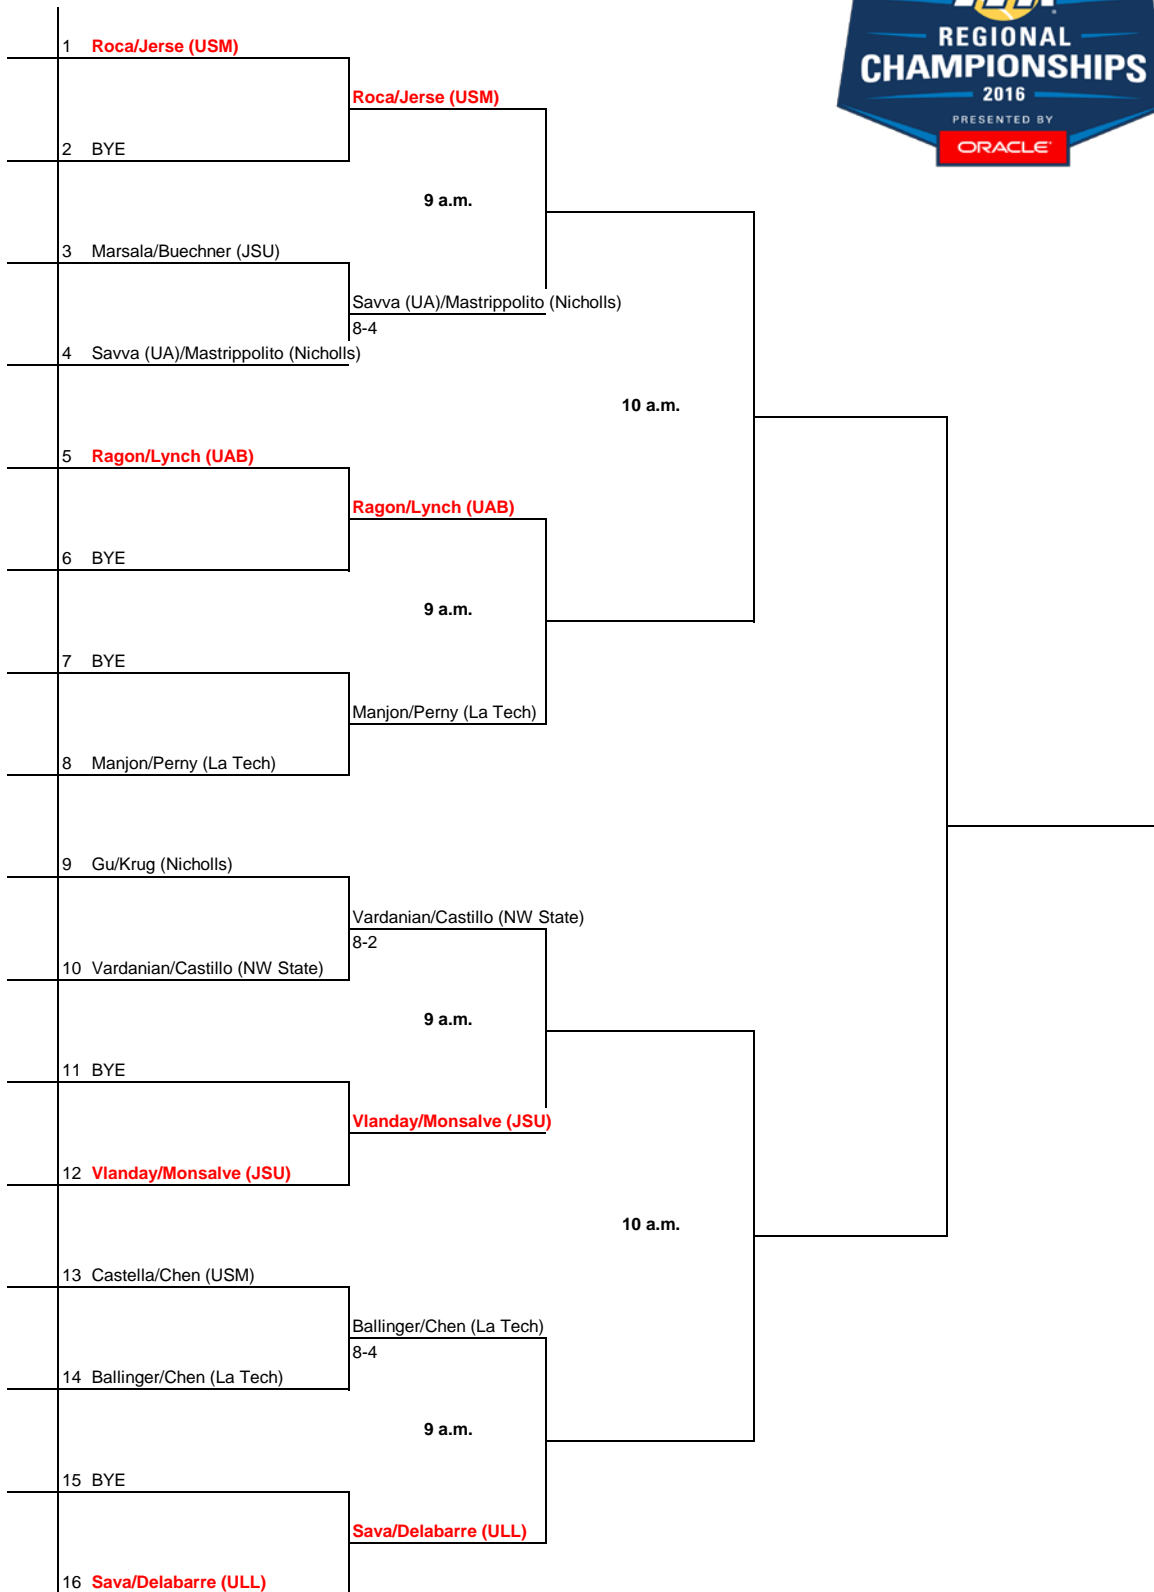 REGIONAL
CHAMPIONSHIPS
2016
PRESENTED BY
ORACLE
1 Roca/Jerse (USM)
Roca/Jerse (USM)
2 BYE
9 a.m.
3 Marsala/Buechner (JSU)
Savva (UA)/Mastrippolito (Nicholls)
8-4
4 Savva (UA)/Mastrippolito (Nicholls)
10 a.m.
5 Ragon/Lynch (UAB)
Ragon/Lynch (UAB)
6 BYE
9 a.m.
7 BYE
Manjon/Perny (La Tech)
8 Manjon/Perny (La Tech)
9 Gu/Krug (Nicholls)
Vardanian/Castillo (NW State)
8-2
10 Vardanian/Castillo (NW State)
9 a.m.
11 BYE
Vlanday/Monsalve (JSU)
12 Vlanday/Monsalve (JSU)
10 a.m.
13 Castella/Chen (USM)
Ballinger/Chen (La Tech)
8-4
14 Ballinger/Chen (La Tech)
9 a.m.
15 BYE
Sava/Delabarre (ULL)
16 Sava/Delabarre (ULL)